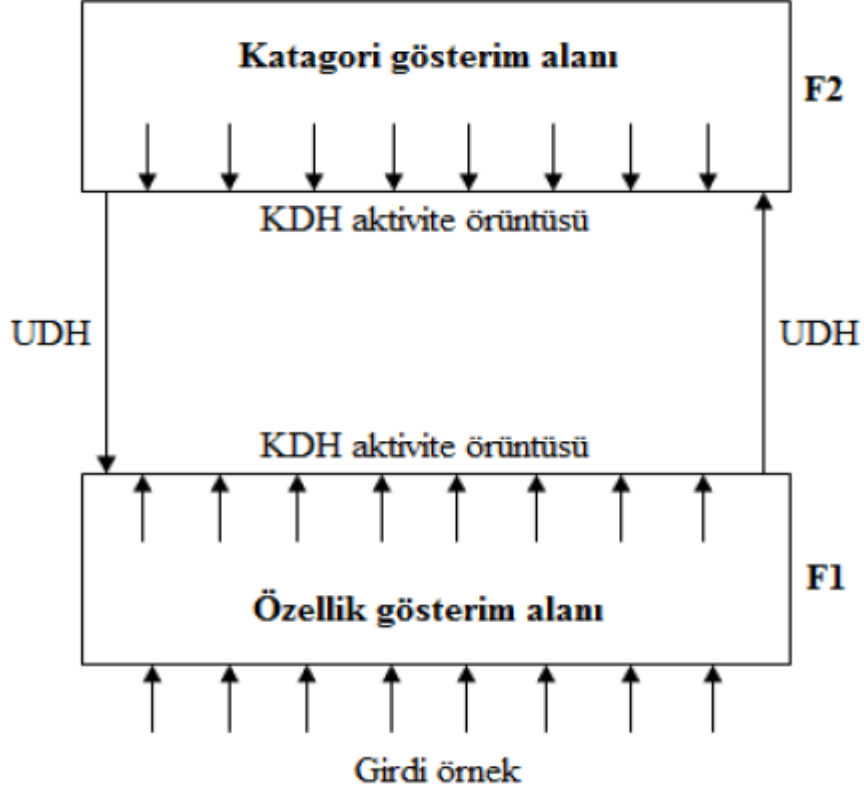 Katagori gösterim alanı
F2
KDH aktivite örüntüsü
UDH
UDH
KDH aktivite örüntüsü
F1
Özellik gösterim alanı
Girdi örnek